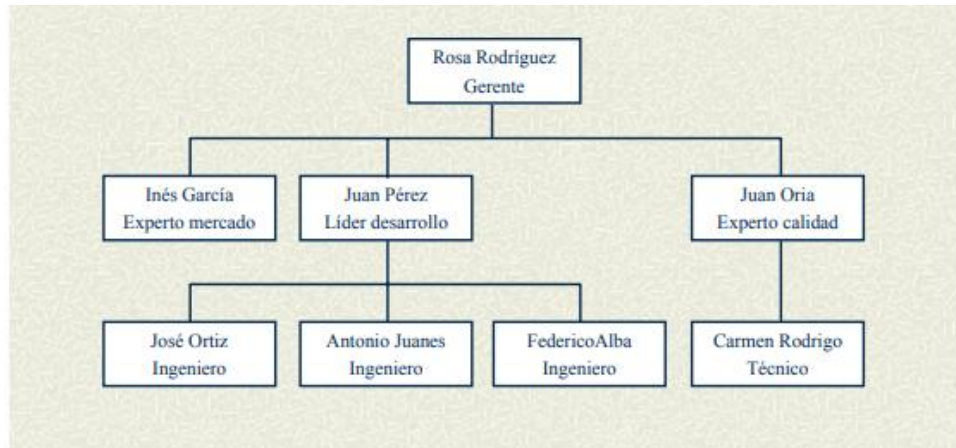 Rosa Rodríguez
Gerente
Inés García
Experto mercado
Juan Pérez
Líder desarrollo
Juan Oria
Experto calidad
José Ortiz
Ingeniero
Antonio Juanes
Ingeniero
FedericoAlba
Ingeniero
Carmen Rodrigo
Técnico